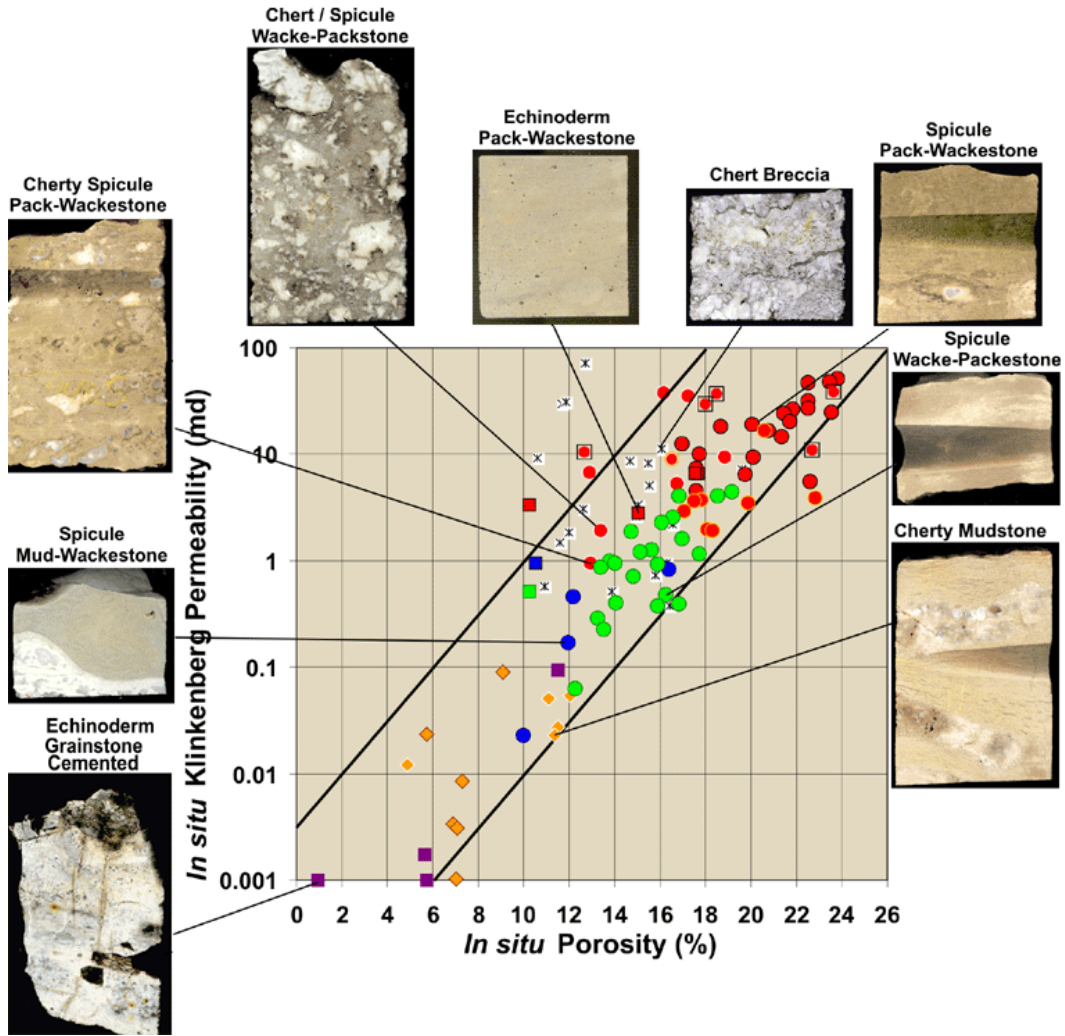 Chert / Spicule
Wacke-Packstone
Echinoderm
Pack-Wackestone
Spicule
Pack-Wackestone
Chert Breccia
Cherty Spicule
Pack-Wackestone
Spicule
Wacke-Packestone
Spicule
Mud-Wackestone
Cherty Mudstone
Echinoderm
Grainstone
Cemented
In situ Klinkenberg Permeability (md)
100
10
1
0.1
0.01
0.001
0 2 4 6 8 10 12 14 16 18 20 22 24 26
In situ Porosity (%)